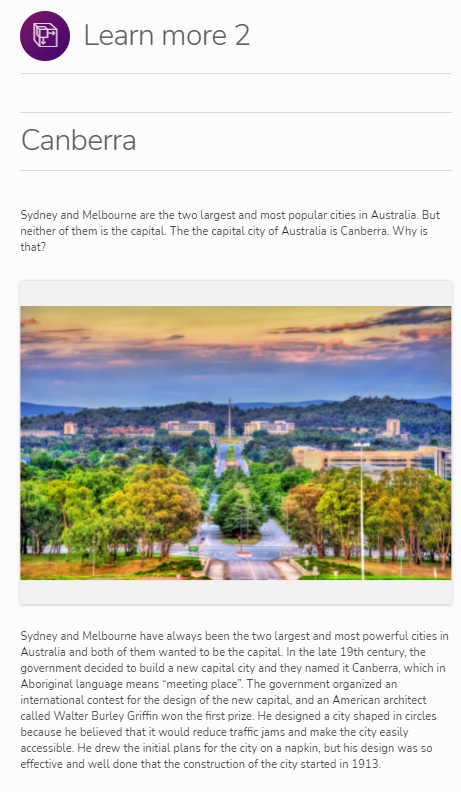 Learn more 2
Canberra
Sydney and Melbourne are the two largest and most popular cities in Australia. But
neither of them is the capital. The the capital city of Australia is Canberra. Why is
that?
Sydney and Melbourne have always been the two largest and most powerful cities in
Australia and both of them wanted to be the capital. In the late 19th century, the
government decided to build a new capital city and they named it Canberra, which in
Aboriginal language means “meeting place”. The government organized an
international contest for the design of the new capital, and an American architect
called Walter Burley Griffin won the first prize. He designed a city shaped in circles
because he believed that it would reduce traffic jams and make the city easily
accessible. He drew the initial plans for the city on a napkin, but his design was so
effective and well done that the construction of the city started in 1913.